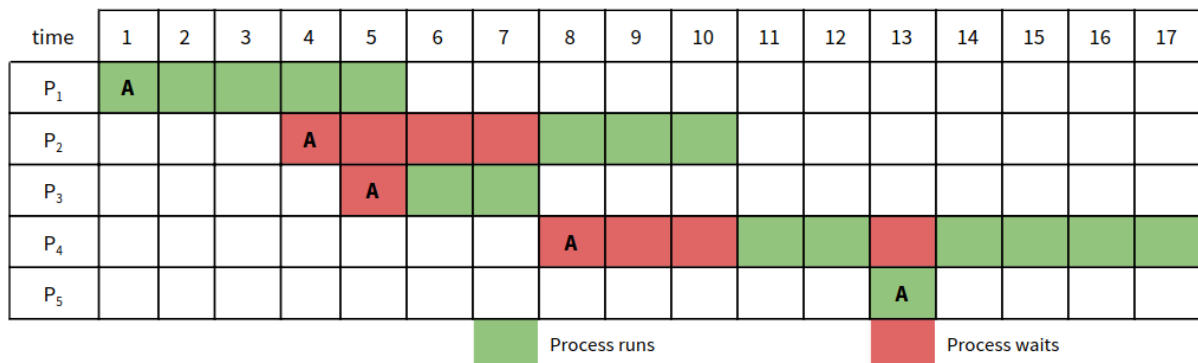 time 1 2 3 4 5 6 7 8 9 10 11 12 13 14 15 16 17
P₁ A
P₂ A
P₃ A
P₄ A
P₅ A
Process runs Process waits